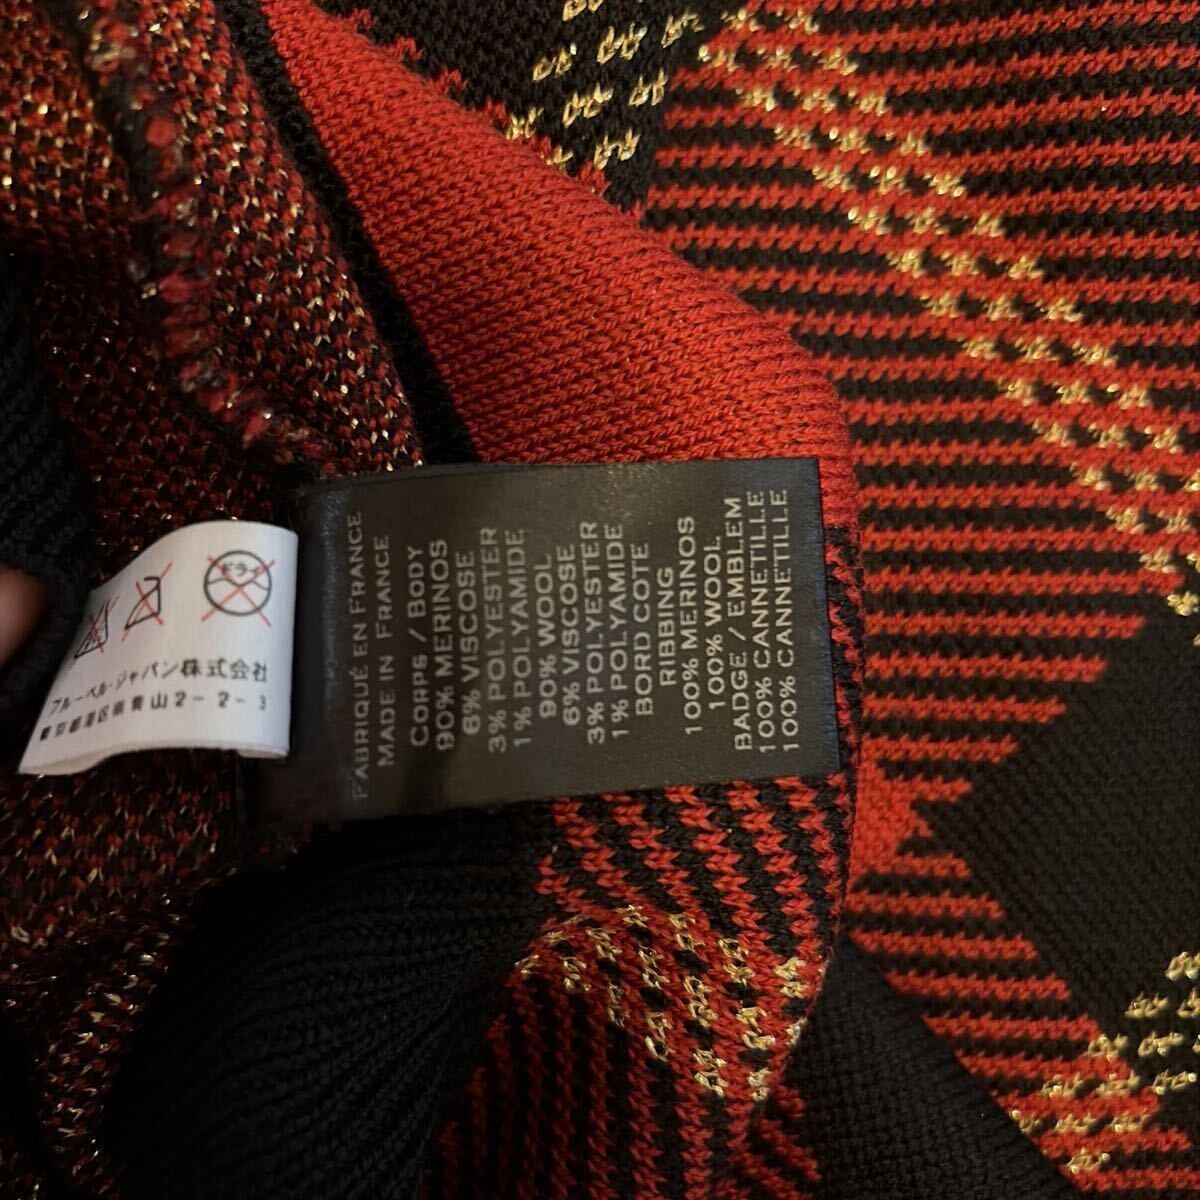 FABRIQUÉ EN FRANCE
MADE IN FRANCE
CORPS / BODY
90% MERINOS
6% VISCOSE
3% POLYESTER
1% POLYAMIDE
90% WOOL
6% VISCOSE
3% POLYESTER
1% POLYAMIDE
BORD COTE
RIBBING
100% MERINOS
100% WOOL
BADGE / EMBLEM
100% CANNETILLE
100% CANNETILLE
ドライ
ブルーベル・ジャパン株式会社
東京都港区南青山2-2-3